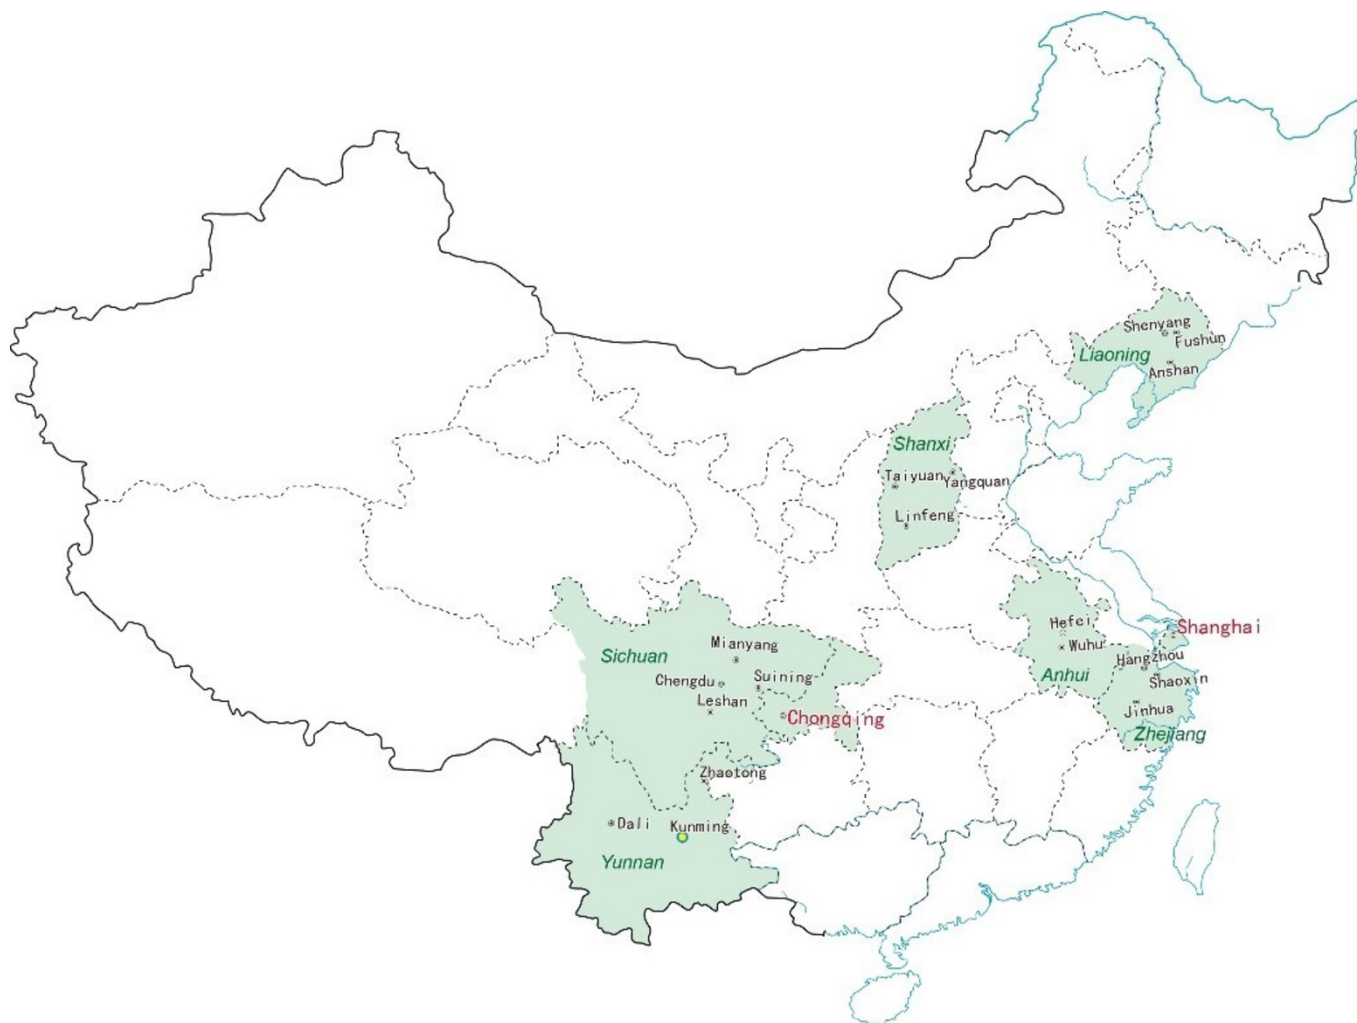 Shenyang
Fushun
Liaoning
Anshan
Shanxi
Taiyuan
Yangquan
Linfeng
Hefei
Shanghai
Wuhu
Mianyang
Sichuan
Hangzhou
Anhui
Suining
Shaoxin
Chengdu
Leshan
Jinhua
Chongqing
Zhejiang
Zhaotong
Dali
Kunming
Yunnan